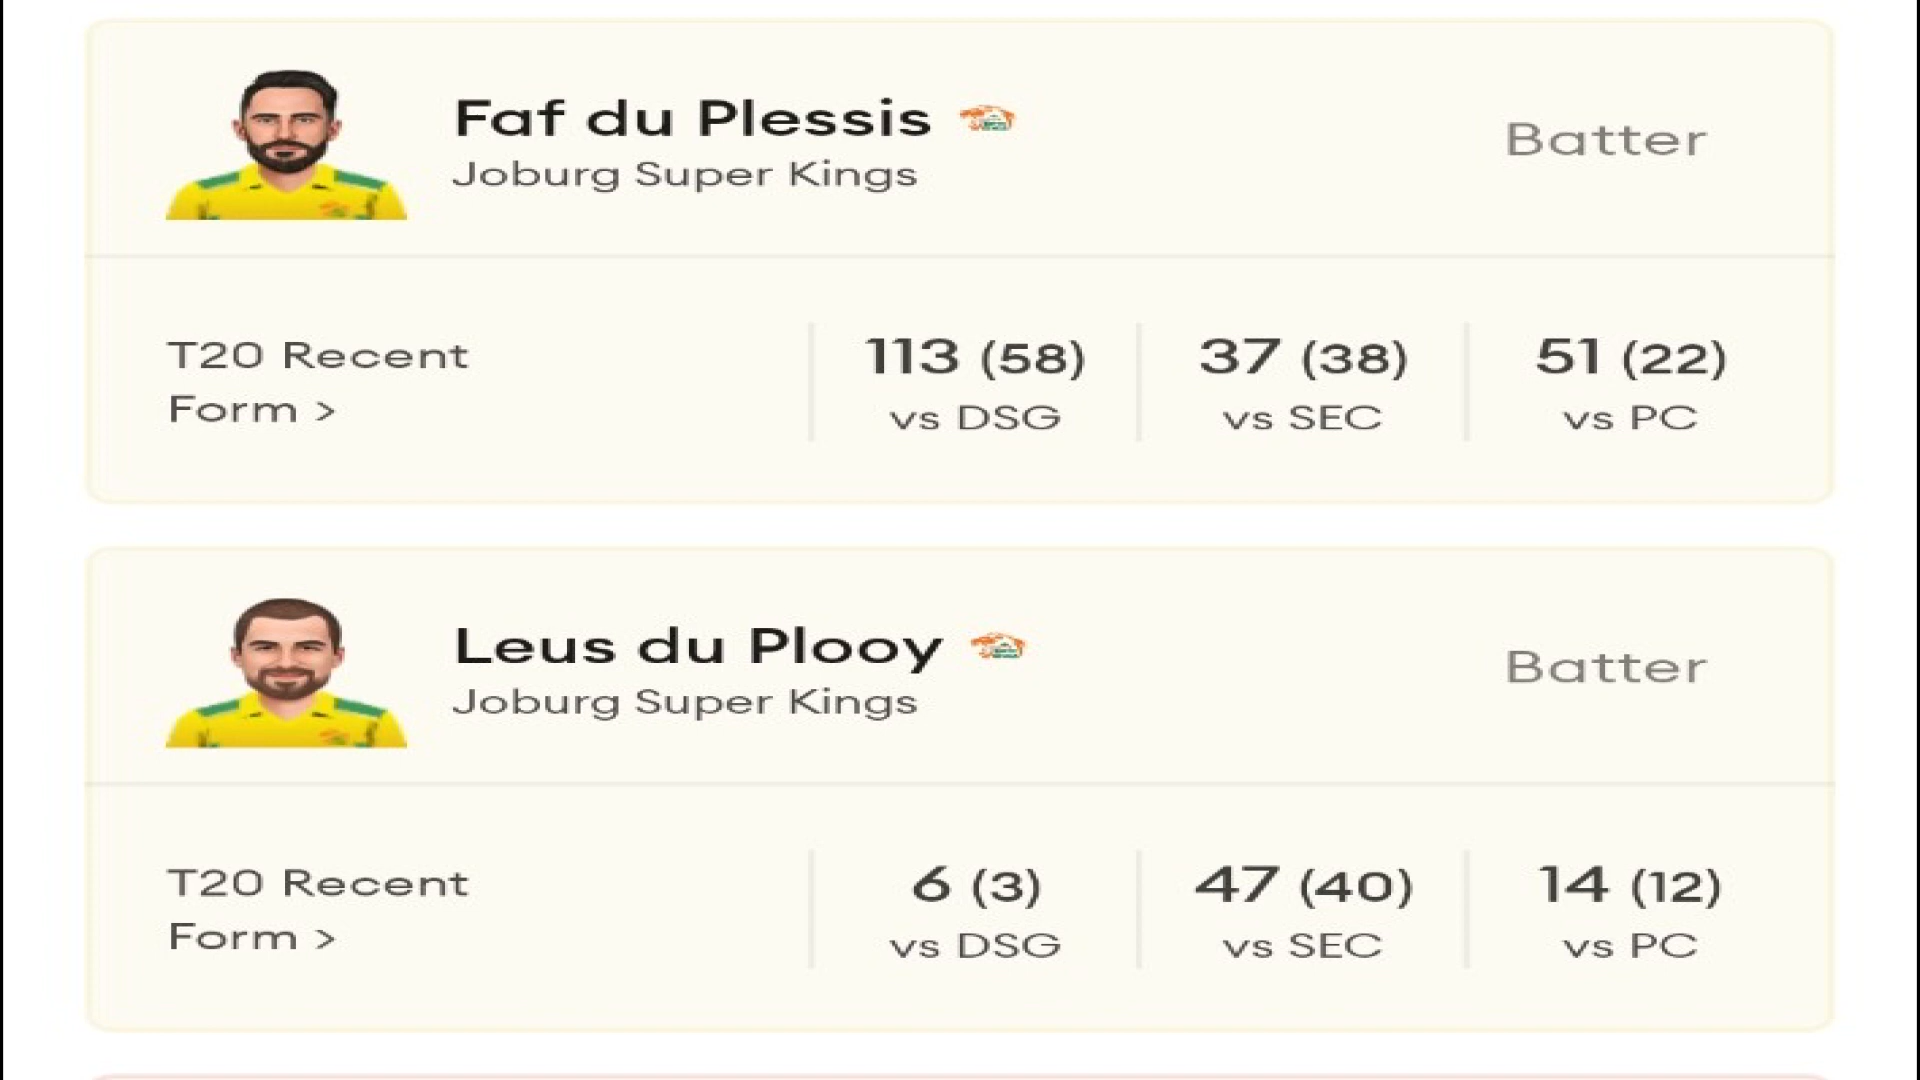 Faf du Plessis
Joburg Super Kings
Batter
T20 Recent
Form >
113 (58)
vs DSG
37 (38)
vs SEC
51 (22)
vs PC
Leus du Plooy
Joburg Super Kings
Batter
T20 Recent
Form >
6 (3)
vs DSG
47 (40)
vs SEC
14 (12)
vs PC